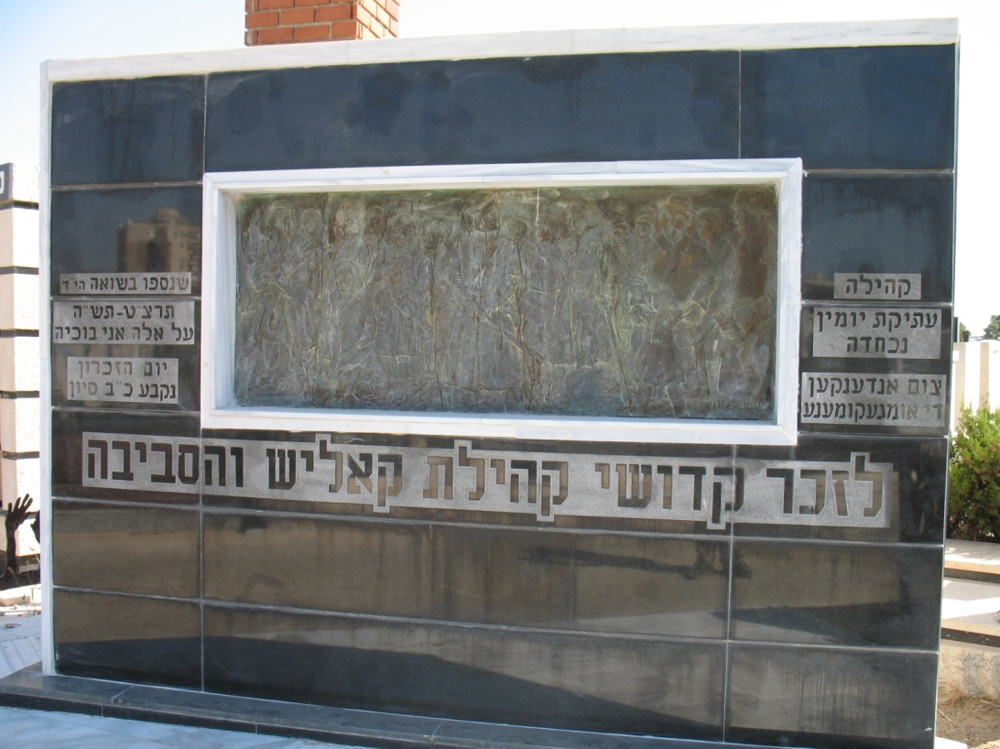 קהילה
עתיקת יומין
נכחדה
צום אנדענקען
די אומגעקומענע
שנספו בשואה הי״ד
תרצ״ט-תש״ה
על אלה אני בוכיה
יום הזכרון
נקבע כ״ב סיון
לזכר קדושי קהילת קאליש והסביבה